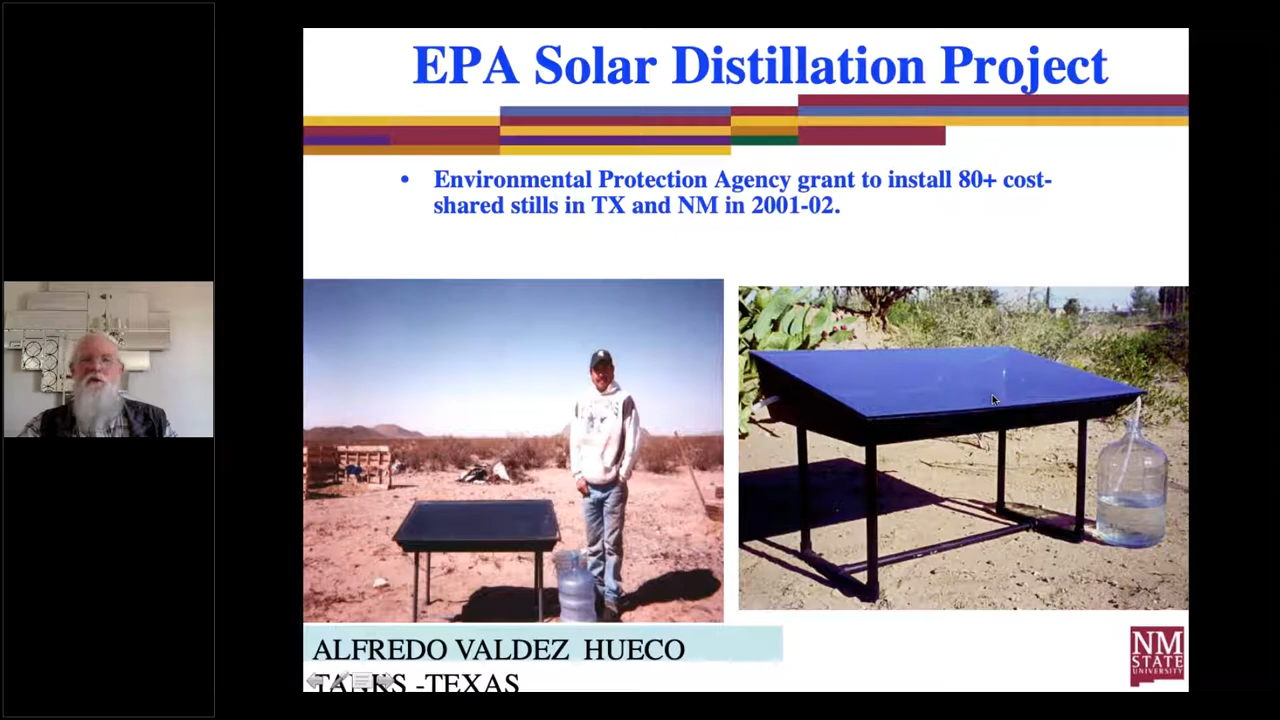 EPA Solar Distillation Project
• Environmental Protection Agency grant to install 80+ cost-
shared stills in TX and NM in 2001-02.
ALFREDO VALDEZ HUECO
TANKS -TEXAS
NM
STATE
UNIVERSITY